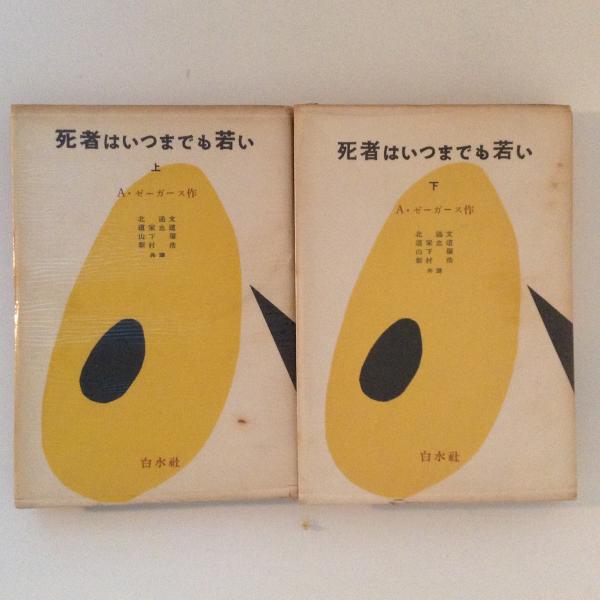 死者はいつまでも若い
上
A・ゼーガース作
北通文
道家忠道
山下肇
新村浩
共譯
白水社
死者はいつまでも若い
下
A・ゼーガース作
北通文
道家忠道
山下肇
新村浩
共譯
白水社